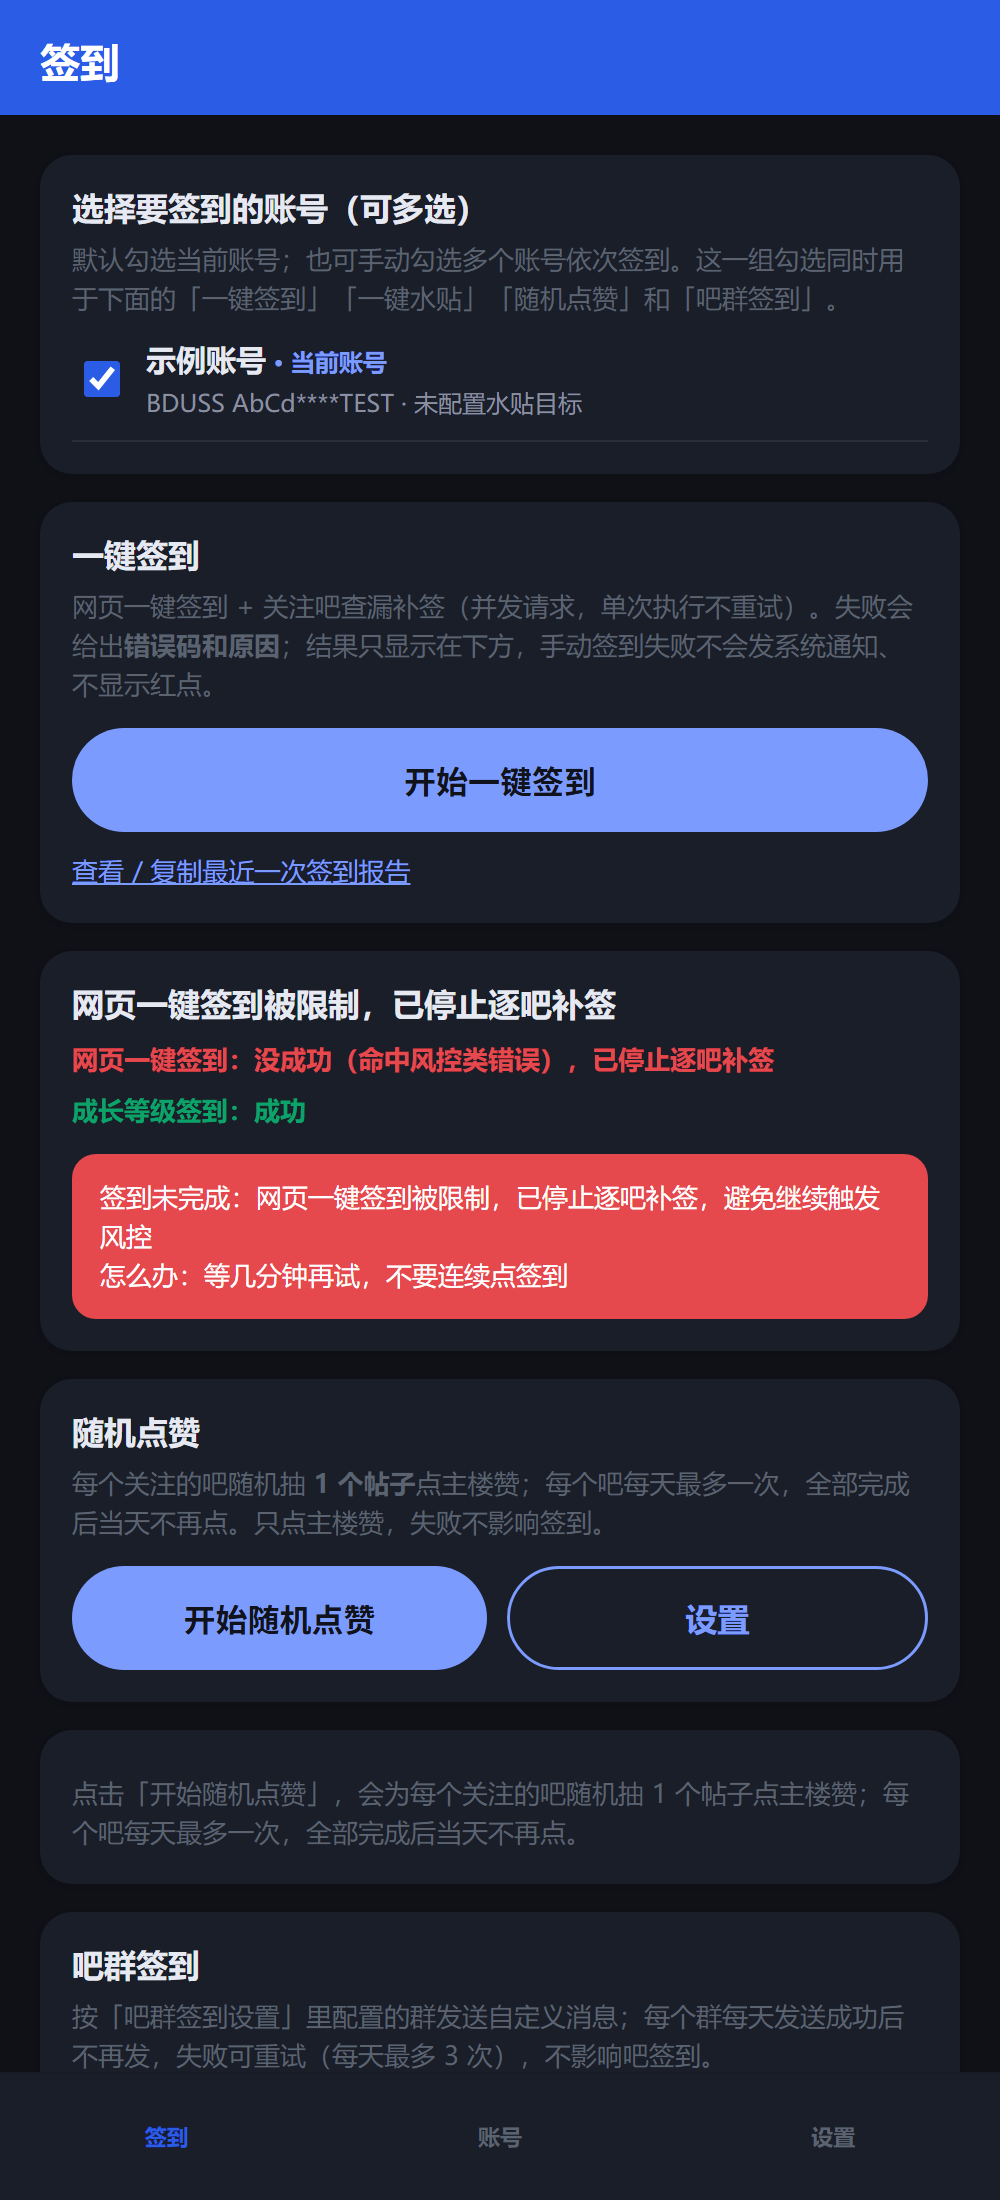 签到
选择要签到的账号（可多选）
默认勾选当前账号；也可手动勾选多个账号依次签到。这一组勾选同时用
于下面的「一键签到」「一键水贴」「随机点赞」和「吧群签到」。
示例账号 · 当前账号
BDUSS AbCd****TEST · 未配置水贴目标
一键签到
网页一键签到 + 关注吧查漏补签（并发请求，单次执行不重试）。失败会
给出错误码和原因；结果只显示在下方，手动签到失败不会发系统通知、
不显示红点。
开始一键签到
查看 / 复制最近一次签到报告
网页一键签到被限制，已停止逐吧补签
网页一键签到：没成功（命中风控类错误），已停止逐吧补签
成长等级签到：成功
签到未完成：网页一键签到被限制，已停止逐吧补签，避免继续触发
风控
怎么办：等几分钟再试，不要连续点签到
随机点赞
每个关注的吧随机抽 1 个帖子点主楼赞；每个吧每天最多一次，全部完成
后当天不再点。只点主楼赞，失败不影响签到。
开始随机点赞
设置
点击「开始随机点赞」，会为每个关注的吧随机抽 1 个帖子点主楼赞；每
个吧每天最多一次，全部完成后当天不再点。
吧群签到
按「吧群签到设置」里配置的群发送自定义消息；每个群每天发送成功后
不再发，失败可重试（每天最多 3 次），不影响吧签到。
签到
账号
设置